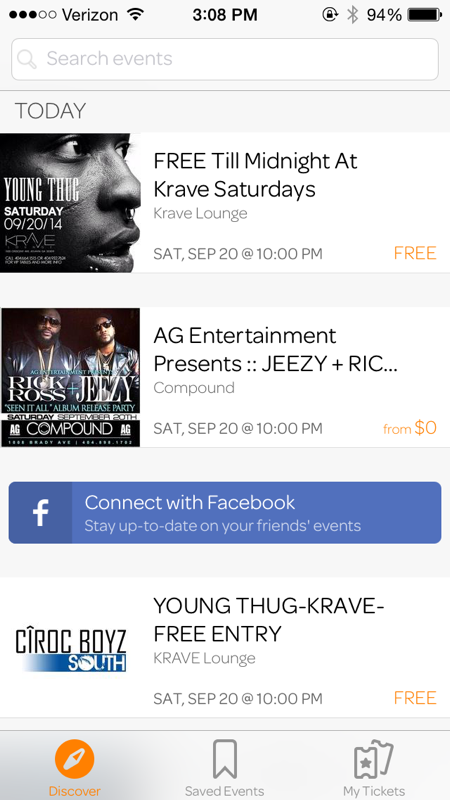 Verizon 3:08 PM 94%
Search events
TODAY
YOUNG THUG
SATURDAY
09/20/14
KRAVE
FREE Till Midnight At
Krave Saturdays
Krave Lounge
SAT, SEP 20 @ 10:00 PM FREE
AG ENTERTAINMENT PRESENTS
RICK
ROSS + JEEZY
"SEEN IT ALL" ALBUM RELEASE PARTY
SATURDAY SEPTEMBER 20TH
AG COMPOUND AG
AG Entertainment
Presents :: JEEZY + RIC...
Compound
SAT, SEP 20 @ 10:00 PM from $0
f
Connect with Facebook
Stay up-to-date on your friends' events
CÎROC BOYZ
SOUTH
YOUNG THUG-KRAVE-
FREE ENTRY
KRAVE Lounge
SAT, SEP 20 @ 10:00 PM FREE
Discover Saved Events My Tickets